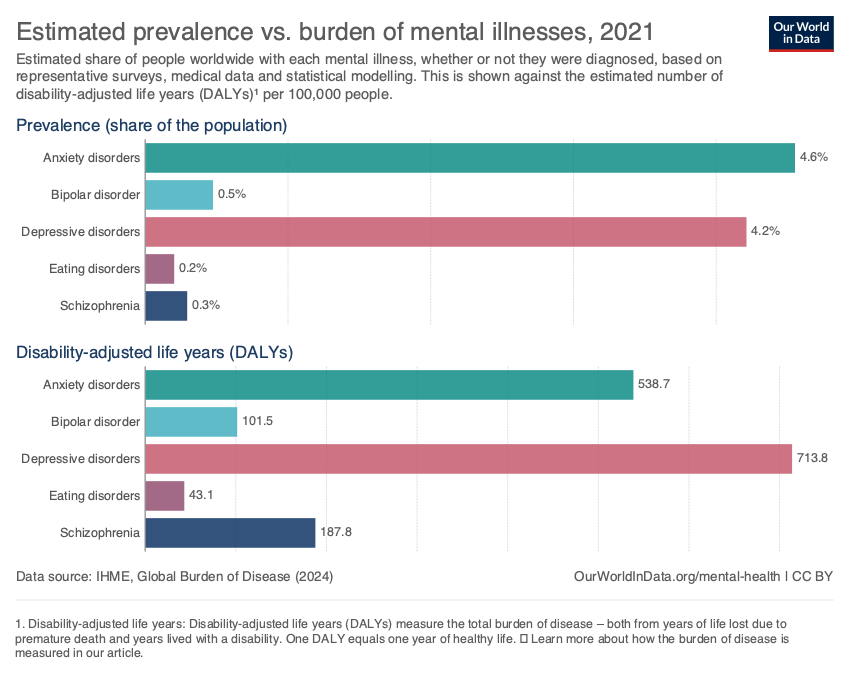 Estimated prevalence vs. burden of mental illnesses, 2021
Our World
in Data
Estimated share of people worldwide with each mental illness, whether or not they were diagnosed, based on
representative surveys, medical data and statistical modelling. This is shown against the estimated number of
disability-adjusted life years (DALYs)¹ per 100,000 people.
Prevalence (share of the population)
Anxiety disorders 4.6%
Bipolar disorder 0.5%
Depressive disorders 4.2%
Eating disorders 0.2%
Schizophrenia 0.3%
Disability-adjusted life years (DALYs)
Anxiety disorders 538.7
Bipolar disorder 101.5
Depressive disorders 713.8
Eating disorders 43.1
Schizophrenia 187.8
Data source: IHME, Global Burden of Disease (2024)
OurWorldInData.org/mental-health | CC BY
1. Disability-adjusted life years: Disability-adjusted life years (DALYs) measure the total burden of disease – both from years of life lost due to
premature death and years lived with a disability. One DALY equals one year of healthy life. Learn more about how the burden of disease is
measured in our article.